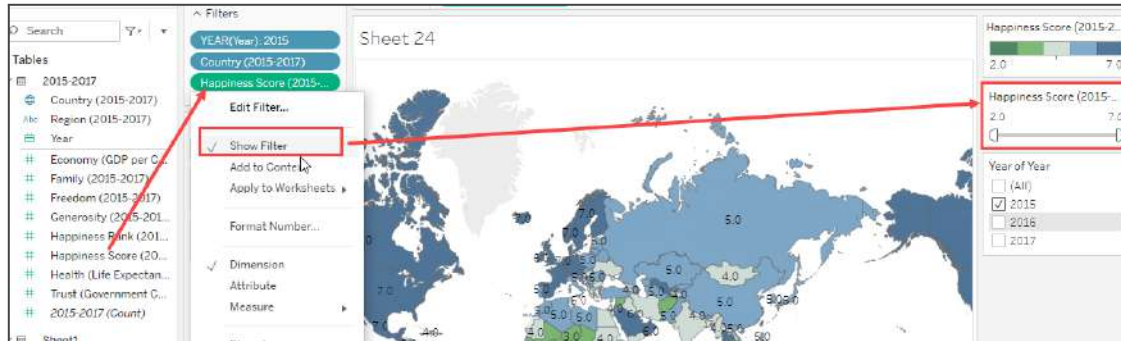 Search
Tables
2015-2017
Country (2015-2017)
Abc Region (2015-2017)
Year
# Economy (GDP per C...
# Family (2015-2017)
# Freedom (2015-2017)
# Generosity (2015-201...
# Happiness Rank (201...
# Happiness Score (20...
# Health (Life Expectan...
# Trust (Government C...
# 2015-2017 (Count)
Sheet1
Filters
YEAR(Year): 2015
Country (2015-2017)
Happiness Score (2015-...
Edit Filter...
Show Filter
Add to Context
Apply to Worksheets
Format Number...
Dimension
Attribute
Measure
Sheet 24
7.0
7.0
5.0
5.0
4.0
5.0
5.0
4.0
5.0
3.0
4.0
Happiness Score (2015-2...
2.0 7.0
Happiness Score (2015-...
2.0 7.0
Year of Year
(All)
2015
2016
2017